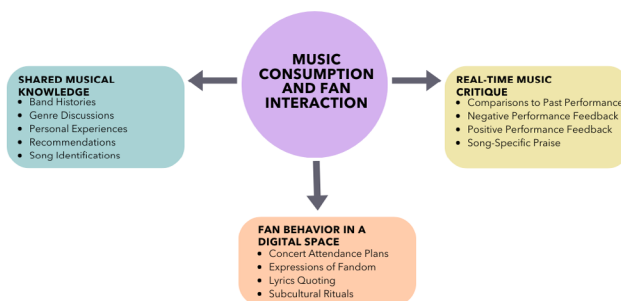 MUSIC
CONSUMPTION
AND FAN
INTERACTION
SHARED MUSICAL
KNOWLEDGE
• Band Histories
• Genre Discussions
• Personal Experiences
• Recommendations
• Song Identifications
REAL-TIME MUSIC
CRITIQUE
• Comparisons to Past Performance
• Negative Performance Feedback
• Positive Performance Feedback
• Song-Specific Praise
FAN BEHAVIOR IN A
DIGITAL SPACE
• Concert Attendance Plans
• Expressions of Fandom
• Lyrics Quoting
• Subcultural Rituals